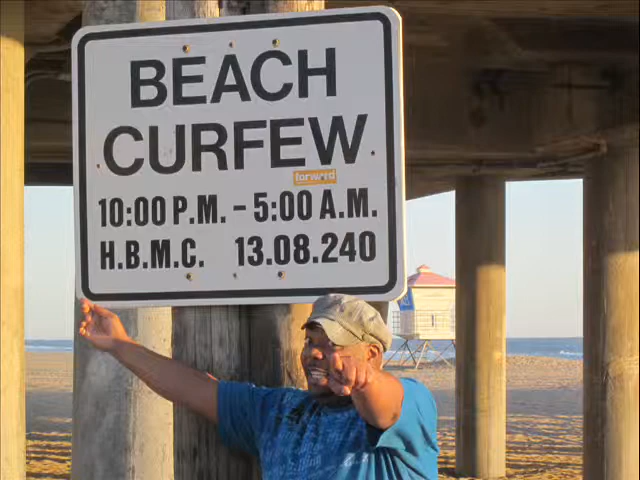 BEACH
CURFEW
forward
10:00 P.M. - 5:00 A.M.
H.B.M.C. 13.08.240